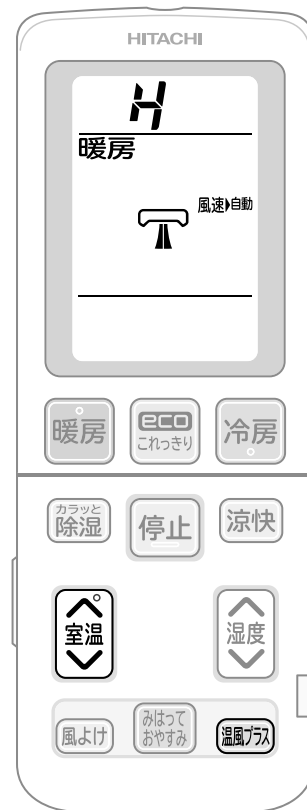 HITACHI
H
暖房
風速▶自動
暖房
eco
これっきり
冷房
カラッと
除湿
停止
涼快
室温
湿度
風よけ
みはって
おやすみ
温風プラス